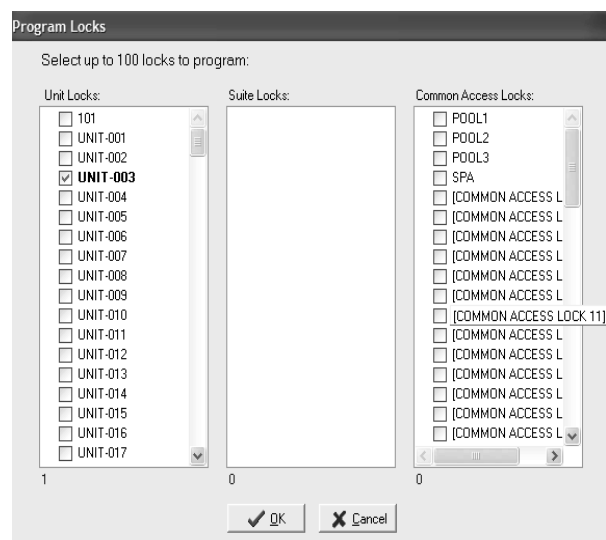 Program Locks
Select up to 100 locks to program:
Unit Locks:
101
UNIT-001
UNIT-002
UNIT-003
UNIT-004
UNIT-005
UNIT-006
UNIT-007
UNIT-008
UNIT-009
UNIT-010
UNIT-011
UNIT-012
UNIT-013
UNIT-014
UNIT-015
UNIT-016
UNIT-017
1
Suite Locks:
0
Common Access Locks:
POOL1
POOL2
POOL3
SPA
[COMMON ACCESS L
[COMMON ACCESS L
[COMMON ACCESS L
[COMMON ACCESS L
[COMMON ACCESS L
[COMMON ACCESS L
[COMMON ACCESS LOCK 11]
[COMMON ACCESS L
[COMMON ACCESS L
[COMMON ACCESS L
[COMMON ACCESS L
[COMMON ACCESS L
[COMMON ACCESS L
0
OK
Cancel